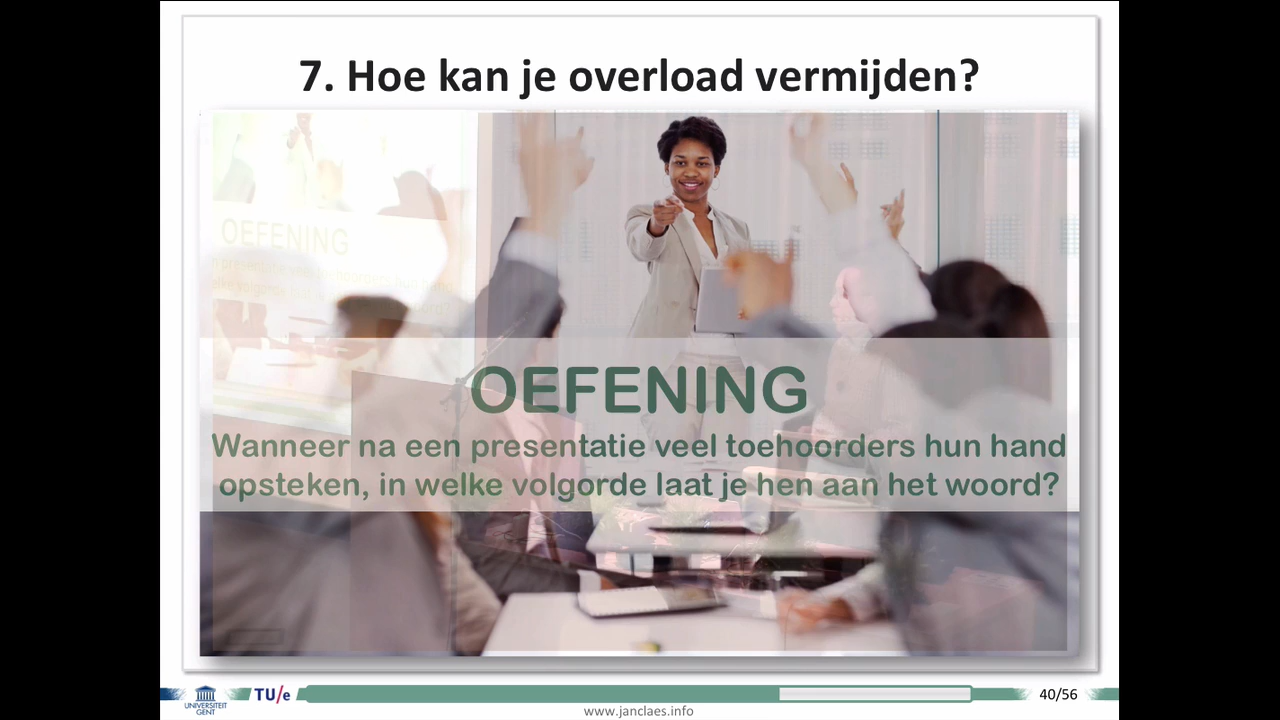 7. Hoe kan je overload vermijden?
OEFENING
OEFENING
Wanneer na een presentatie veel toehoorders hun hand
opsteken, in welke volgorde laat je hen aan het woord?
UNIVERSITEIT
GENT
TU/e
40/56
www.janclaes.info